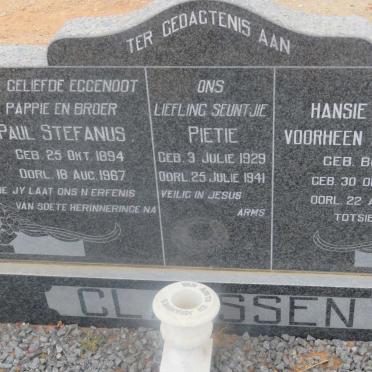 TER GEDAGTENIS AAN
GELIEFDE EGGENOOT
PAPPIE EN BROER
PAUL STEFANUS
GEB. 25 OKT. 1894
OORL. 18 AUG. 1967
JY LAAT ONS N ERFENIS
VAN SOETE HERINNERINGE NA
ONS
LIEFLING SEUNTJIE
PIETIE
GEB. 3 JULIE 1929
OORL. 25 JULIE 1941
VEILIG IN JESUS
ARMS
HANSIE
VOORHEEN
GEB.
GEB. 30
OORL. 22
TOTSIE